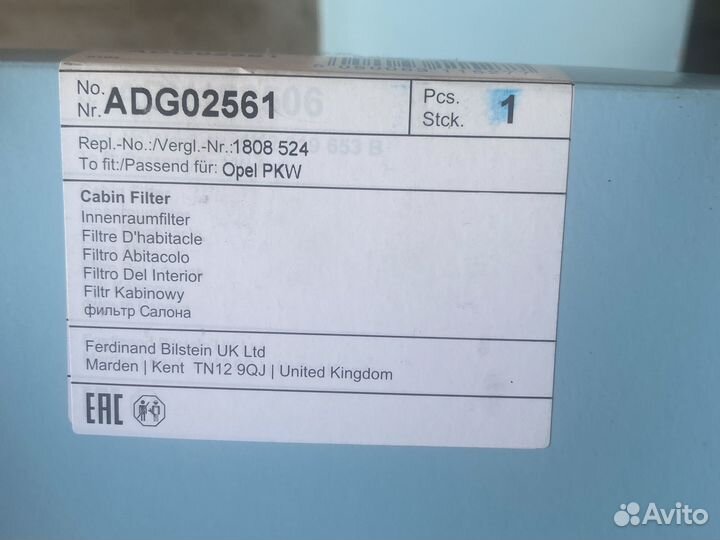 No.
Nr. ADG02561
Pcs.
Stck. 1
Repl.-No.:/Vergl.-Nr.:1808 524
To fit:/Passend für: Opel PKW
Cabin Filter
Innenraumfilter
Filtre D'habitacle
Filtro Abitacolo
Filtro Del Interior
Filtr Kabinowy
фильтр Салона
Ferdinand Bilstein UK Ltd
Marden | Kent TN12 9QJ | United Kingdom
EAC
Avito